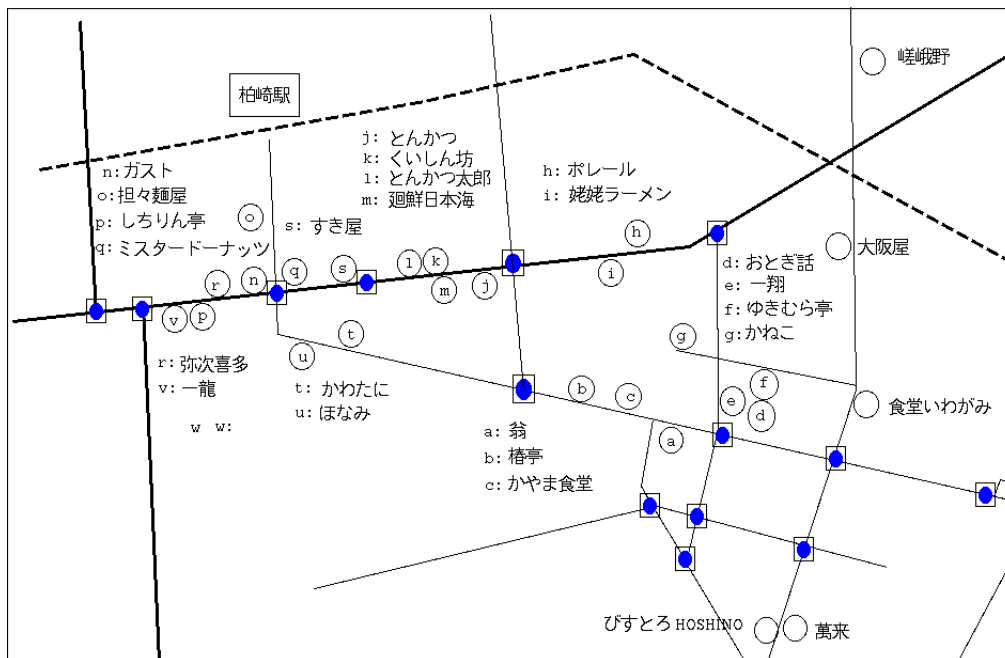 嵯峨野
柏崎駅
j: とんかつ
k: くいしん坊
l: とんかつ太郎
m: 廻鮮日本海
n: ガスト
o: 担々麺屋
p: しちりん亭
q: ミスタードーナッツ
o
s: すき屋
h: ポレール
i: 姥姥ラーメン
h
大阪屋
d: おとぎ話
e: 一翔
f: ゆきむら亭
g: かねこ
r
n
q
s
l
k
m
j
i
v
p
u
t
g
r: 弥次喜多
v: 一龍
t: かわたに
u: ほなみ
w w:
b
c
e
f
d
食堂いわがみ
a: 翁
b:椿亭
c: かやま食堂
a
びすとろ HOSHINO
萬来